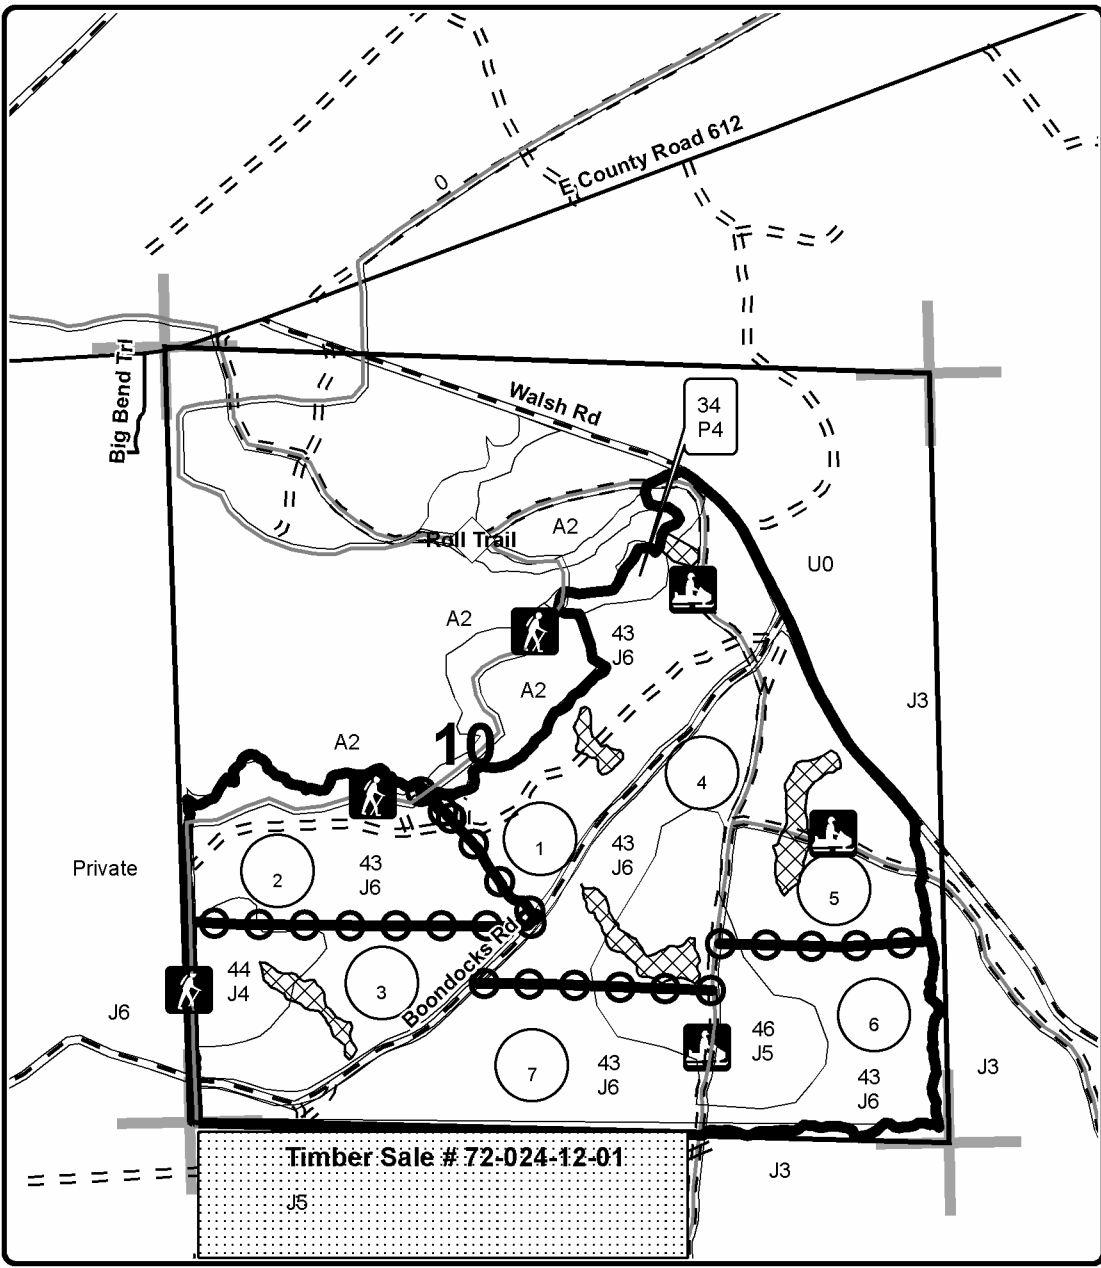 0
E County Road 612
Big Bend Trl
Walsh Rd
34
P4
A2
Roll Trail
U0
A2
43
J6
A2
J3
A2
10
4
Private
2
43
J6
1
43
J6
5
44
J4
3
Boondocks Rd
J6
7
43
J6
46
J5
6
43
J6
J3
Timber Sale # 72-024-12-01
J3
J5